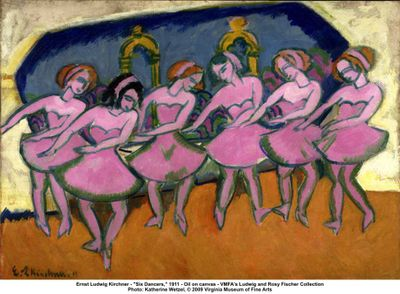 E. L. Kirchner
Ernst Ludwig Kirchner - "Six Dancers," 1911 - Oil on canvas - VMFA's Ludwig and Rosy Fischer Collection
Photo: Katherine Wetzel, © 2009 Virginia Museum of Fine Arts